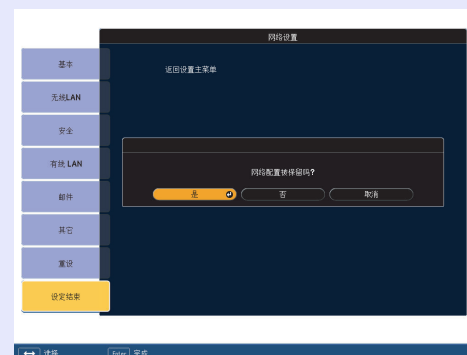 网络设置
基本
返回设置主菜单
无线LAN
安全
有线 LAN
网络配置被保留吗?
是 否 取消
邮件
其它
重设
设定结束
选择 Enter 完成